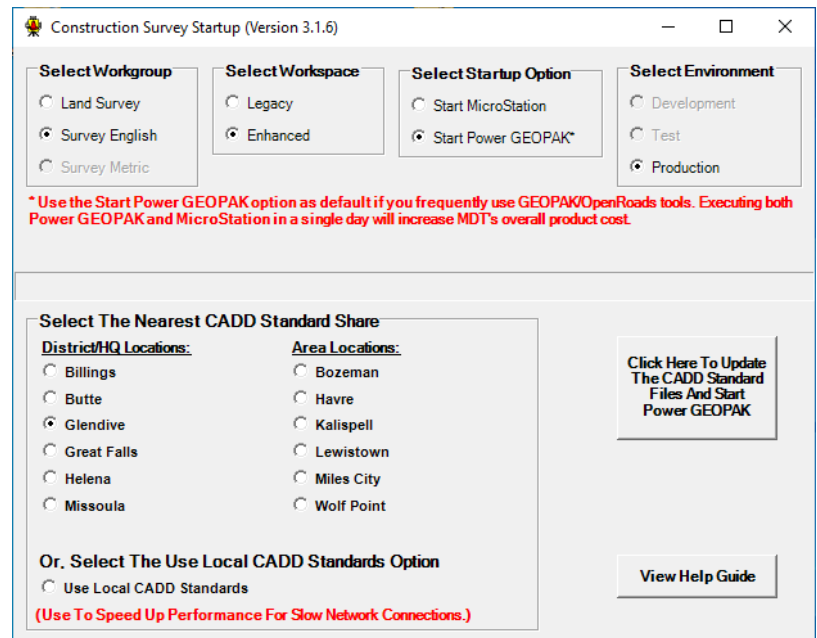 Construction Survey Startup (Version 3.1.6)
Select Workgroup
Land Survey
Survey English
Survey Metric
Select Workspace
Legacy
Enhanced
Select Startup Option
Start MicroStation
Start Power GEOPAK*
Select Environment
Development
Test
Production
* Use the Start Power GEOPAK option as default if you frequently use GEOPAK/OpenRoads tools. Executing both
Power GEOPAK and MicroStation in a single day will increase MDT's overall product cost.
Select The Nearest CADD Standard Share
District/HQ Locations:
Billings
Butte
Glendive
Great Falls
Helena
Missoula
Area Locations:
Bozeman
Havre
Kalispell
Lewistown
Miles City
Wolf Point
Or, Select The Use Local CADD Standards Option
Use Local CADD Standards
(Use To Speed Up Performance For Slow Network Connections.)
Click Here To Update
The CADD Standard
Files And Start
Power GEOPAK
View Help Guide